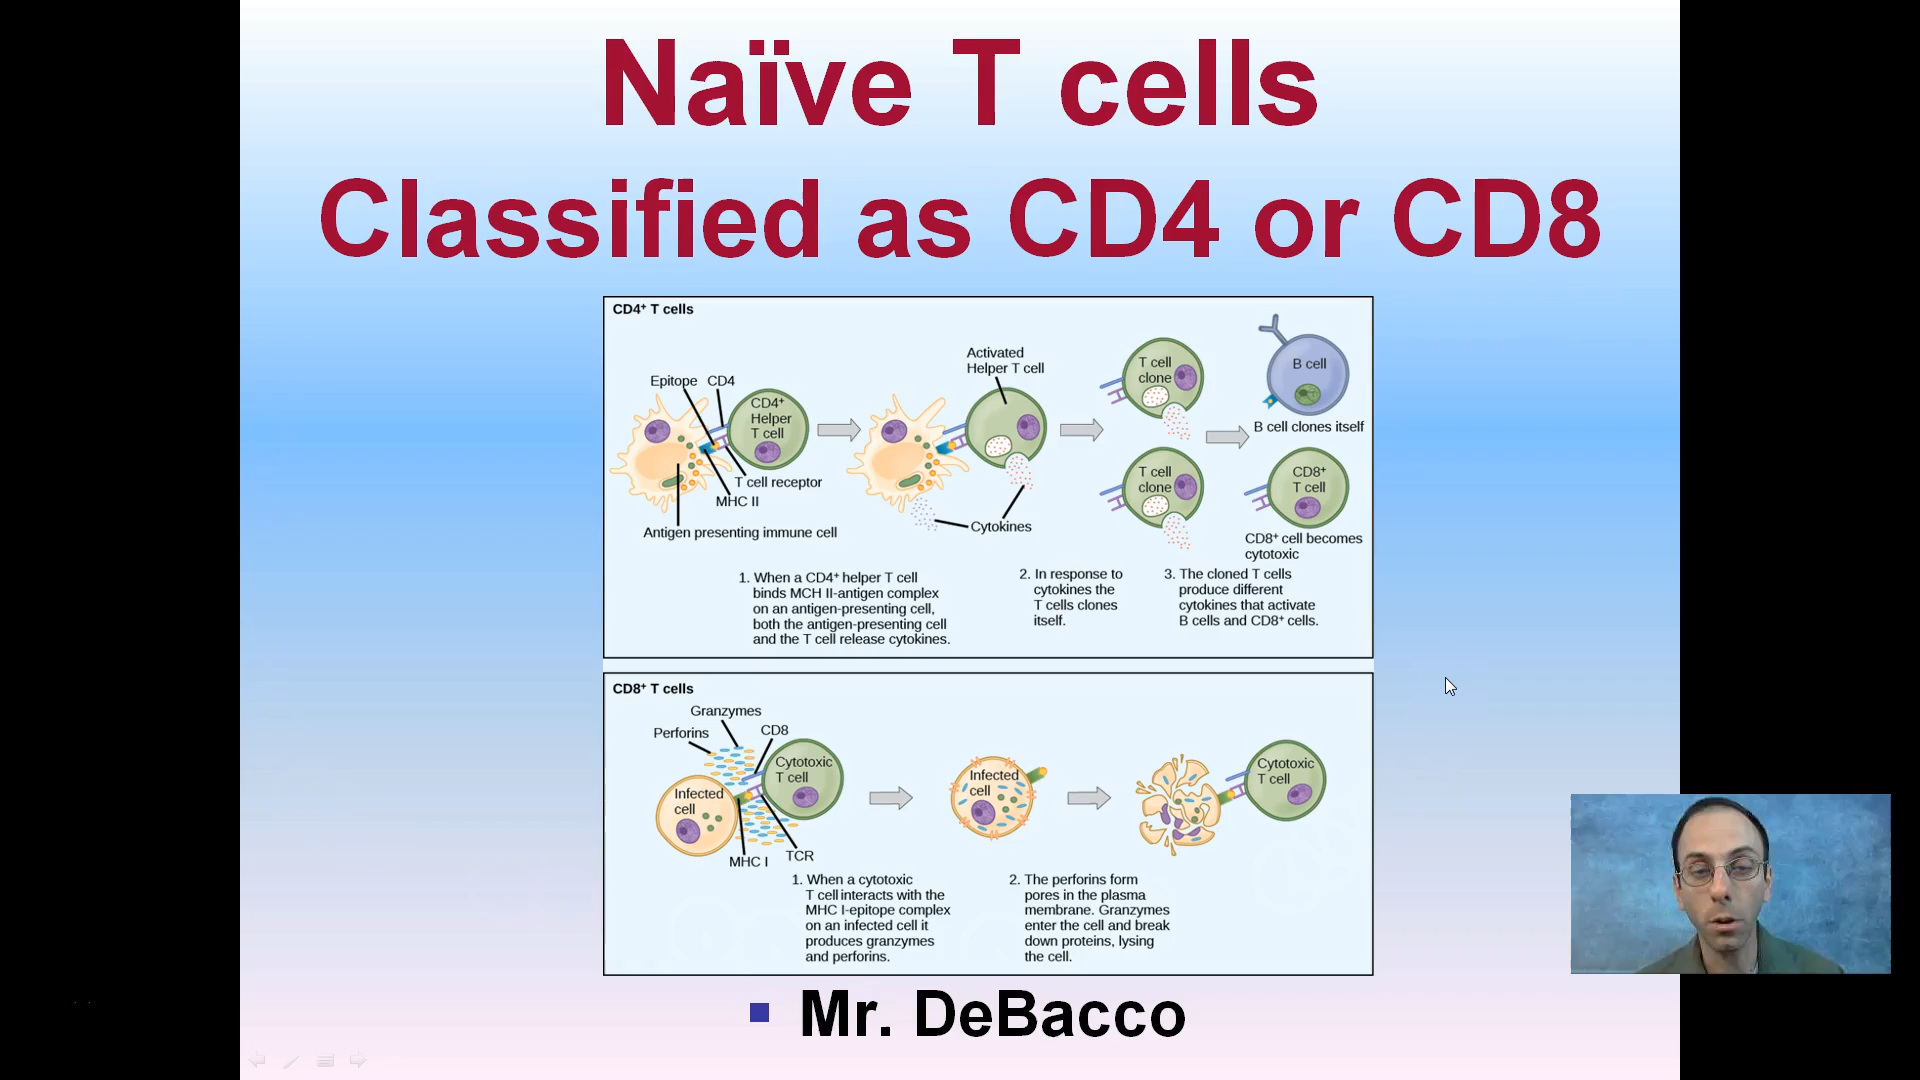 Naïve T cells
Classified as CD4 or CD8
CD4⁺ T cells
Epitope CD4
CD4⁺
Helper
T cell
T cell receptor
MHC II
Antigen presenting immune cell
Activated
Helper T cell
Cytokines
T cell
clone
T cell
clone
B cell
B cell clones itself
CD8⁺
T cell
CD8⁺ cell becomes
cytotoxic
1. When a CD4⁺ helper T cell
binds MCH II-antigen complex
on an antigen-presenting cell,
both the antigen-presenting cell
and the T cell release cytokines.
2. In response to
cytokines the
T cells clones
itself.
3. The cloned T cells
produce different
cytokines that activate
B cells and CD8⁺ cells.
CD8⁺ T cells
Granzymes
Perforins
CD8
Cytotoxic
T cell
Infected
cell
MHC I
TCR
Infected
cell
Cytotoxic
T cell
1. When a cytotoxic
T cell interacts with the
MHC I-epitope complex
on an infected cell it
produces granzymes
and perforins.
2. The perforins form
pores in the plasma
membrane. Granzymes
enter the cell and break
down proteins, lysing
the cell.
Mr. DeBacco